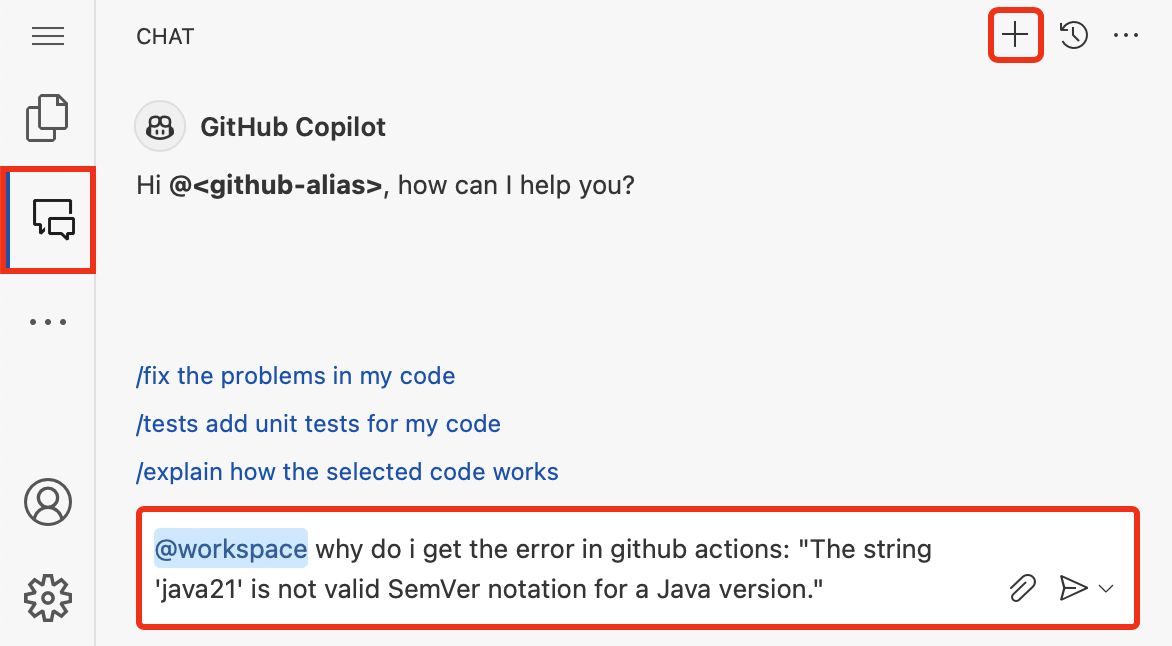 CHAT
GitHub Copilot
Hi @<github-alias>, how can I help you?
/fix the problems in my code
/tests add unit tests for my code
/explain how the selected code works
@workspace why do i get the error in github actions: "The string
'java21' is not valid SemVer notation for a Java version."